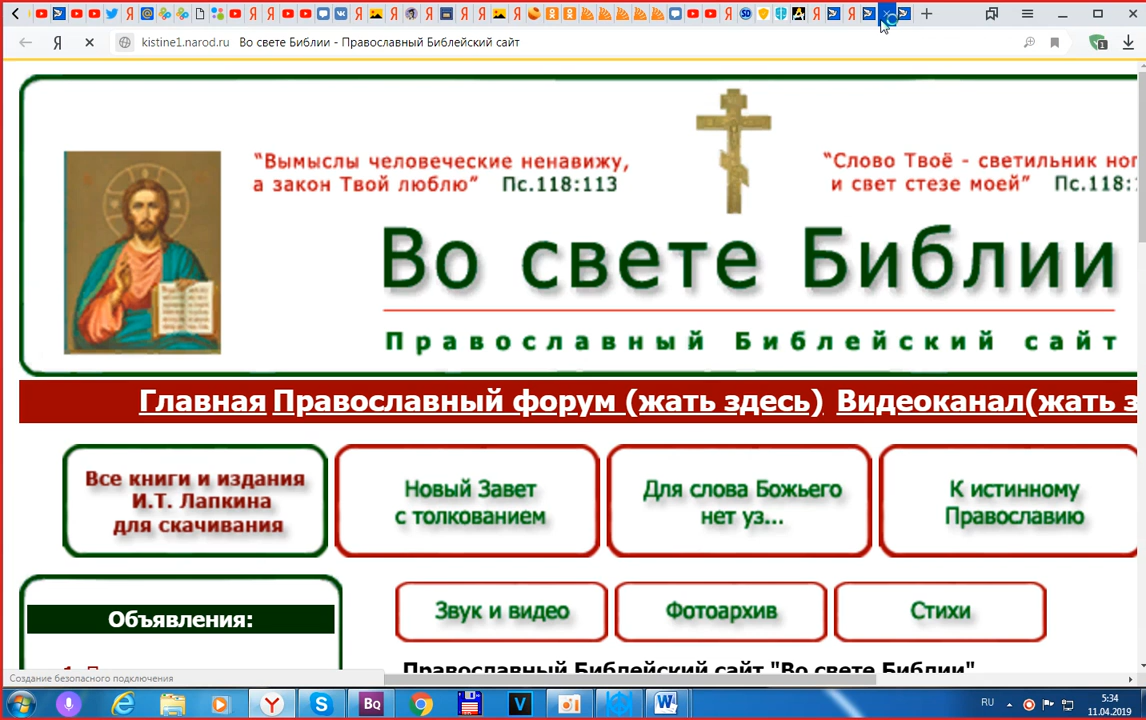 kistine1.narod.ru Во свете Библии - Православный Библейский сайт
1
"Вымыслы человеческие ненавижу,
а закон Твой люблю" Пс.118:113
"Слово Твоё - светильник ног
и свет стезе моей" Пс.118:
Во свете Библии
Православный Библейский сайт
Главная Православный форум (жать здесь) Видеоканал(жать з
Все книги и издания
И.Т. Лапкина
для скачивания
Новый Завет
с толкованием
Для слова Божьего
нет уз...
К истинному
Православию
Объявления:
Звук и видео
Фотоархив
Стихи
Православный Библейский сайт "Во свете Библии"
Создание безопасного подключения
RU
5:34
11.04.2019